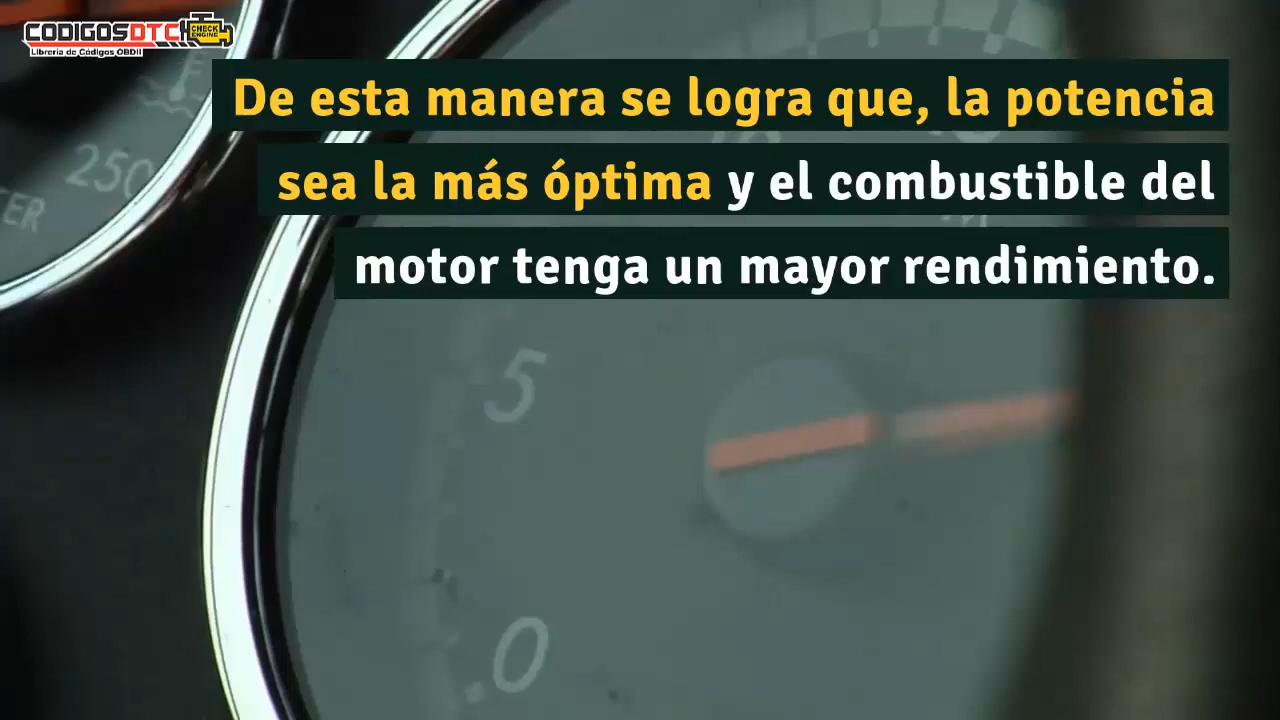 CODIGOSDTC
CHECK
ENGINE
Librería de Códigos OBDII
De esta manera se logra que, la potencia
sea la más óptima y el combustible del
motor tenga un mayor rendimiento.
250
5
0